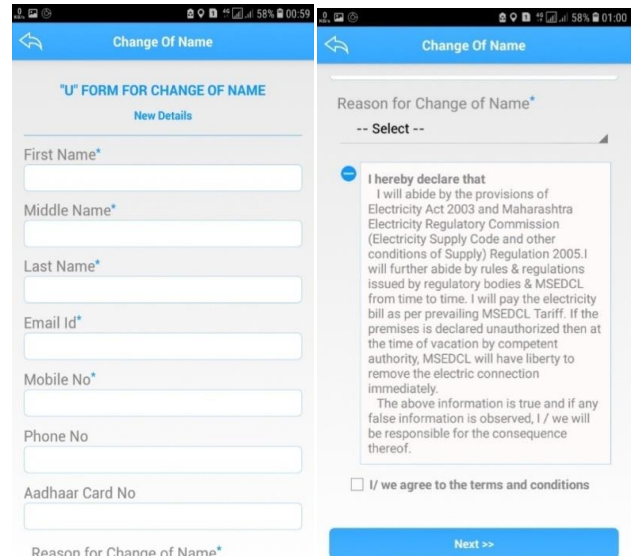 58% 00:59
Change Of Name
"U" FORM FOR CHANGE OF NAME
New Details
First Name*
Middle Name*
Last Name*
Email Id*
Mobile No*
Phone No
Aadhaar Card No
Reason for Change of Name*
58% 01:00
Change Of Name
Reason for Change of Name*
-- Select --
I hereby declare that
I will abide by the provisions of
Electricity Act 2003 and Maharashtra
Electricity Regulatory Commission
(Electricity Supply Code and other
conditions of Supply) Regulation 2005.I
will further abide by rules & regulations
issued by regulatory bodies & MSEDCL
from time to time. I will pay the electricity
bill as per prevailing MSEDCL Tariff. If the
premises is declared unauthorized then at
the time of vacation by competent
authority, MSEDCL will have liberty to
remove the electric connection
immediately.
The above information is true and if any
false information is observed, I / we will
be responsible for the consequence
thereof.
I/ we agree to the terms and conditions
Next >>